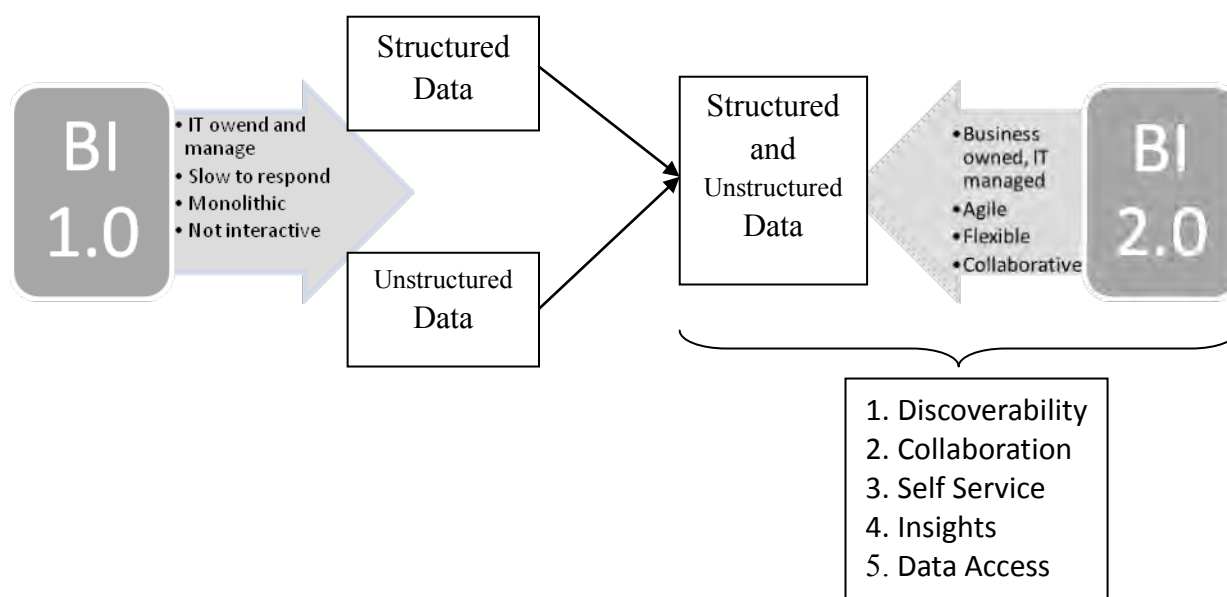 BI
1.0
• IT owend and
manage
• Slow to respond
• Monolithic
• Not interactive
Structured
Data
Unstructured
Data
Structured
and
Unstructured
Data
•Business
owned, IT
managed
•Agile
•Flexible
•Collaborative
BI
2.0
1. Discoverability
2. Collaboration
3. Self Service
4. Insights
5. Data Access